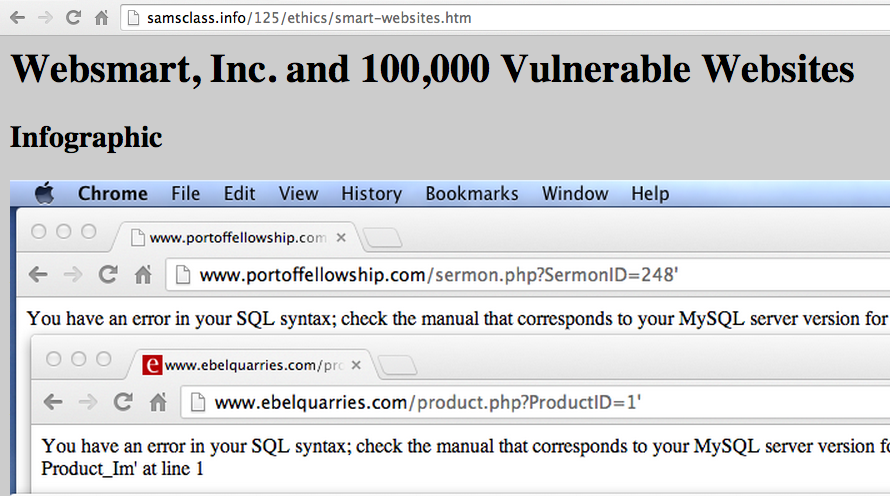 samsclass.info/125/ethics/smart-websites.htm
Websmart, Inc. and 100,000 Vulnerable Websites
Infographic
Chrome File Edit View History Bookmarks Window Help
www.portoffellowship.com
www.portoffellowship.com/sermon.php?SermonID=248'
You have an error in your SQL syntax; check the manual that corresponds to your MySQL server version for
e www.ebelquarries.com/pro
www.ebelquarries.com/product.php?ProductID=1'
You have an error in your SQL syntax; check the manual that corresponds to your MySQL server version fo
Product_Im' at line 1